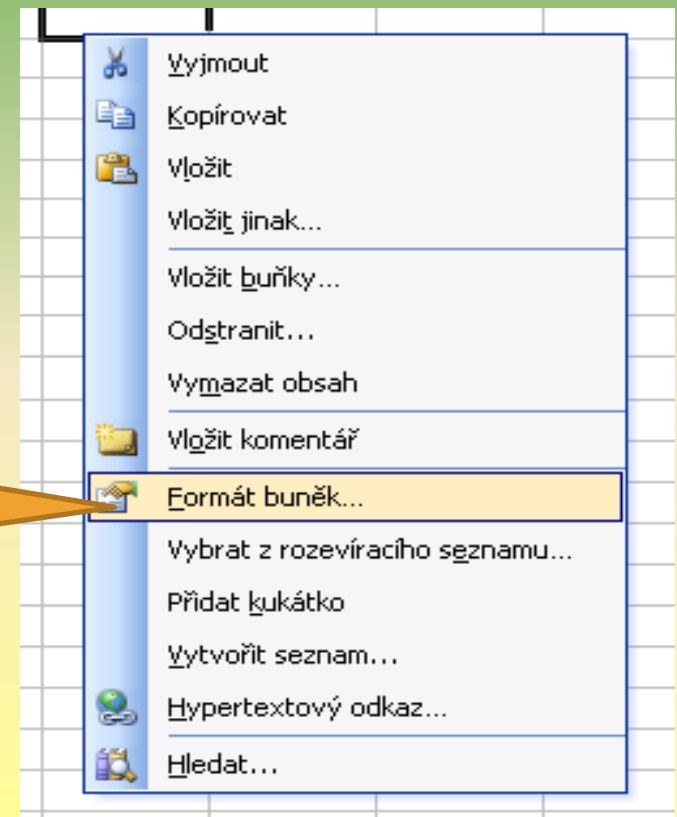 Vyjmout
Kopírovat
Vložit
Vložit jinak...
Vložit buňky...
Odstranit...
Vymazat obsah
Vložit komentář
Formát buněk...
Vybrat z rozevíracího seznamu...
Přidat kukátko
Vytvořit seznam...
Hypertextový odkaz...
Hledat...